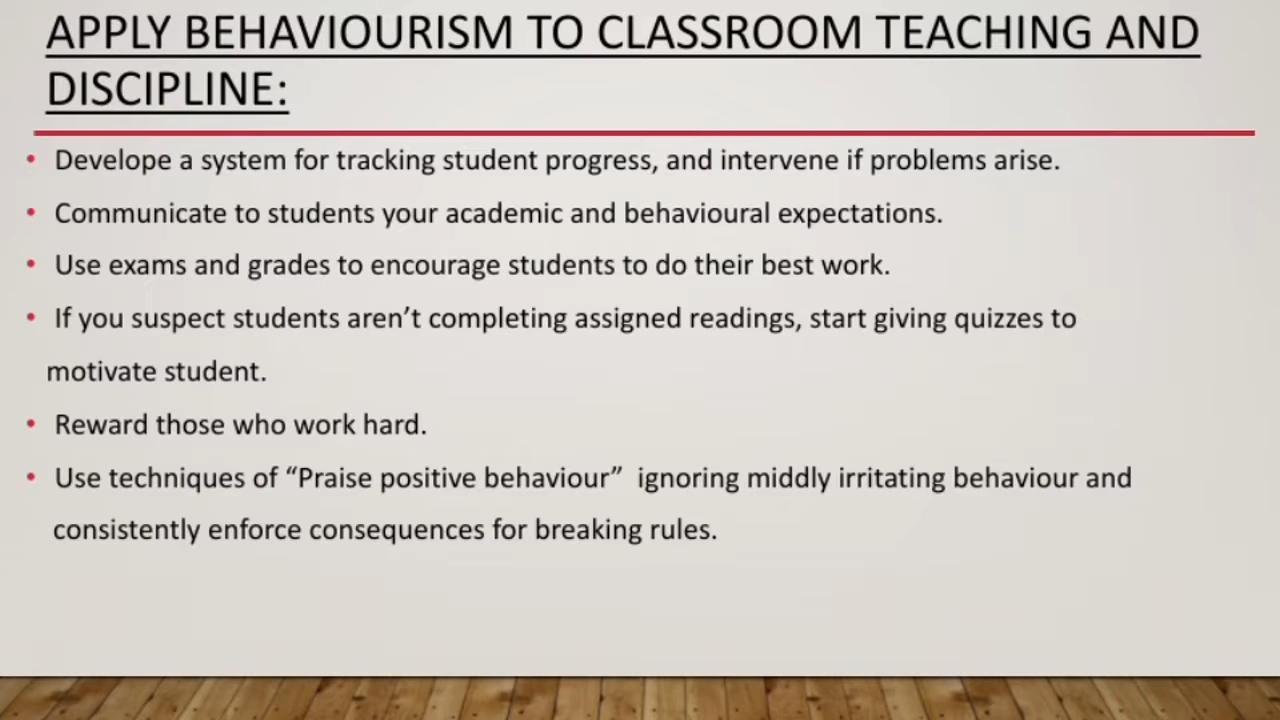 APPLY BEHAVIOURISM TO CLASSROOM TEACHING AND
DISCIPLINE:
• Develope a system for tracking student progress, and intervene if problems arise.
• Communicate to students your academic and behavioural expectations.
• Use exams and grades to encourage students to do their best work.
• If you suspect students aren’t completing assigned readings, start giving quizzes to
motivate student.
• Reward those who work hard.
• Use techniques of “Praise positive behaviour” ignoring middly irritating behaviour and
consistently enforce consequences for breaking rules.